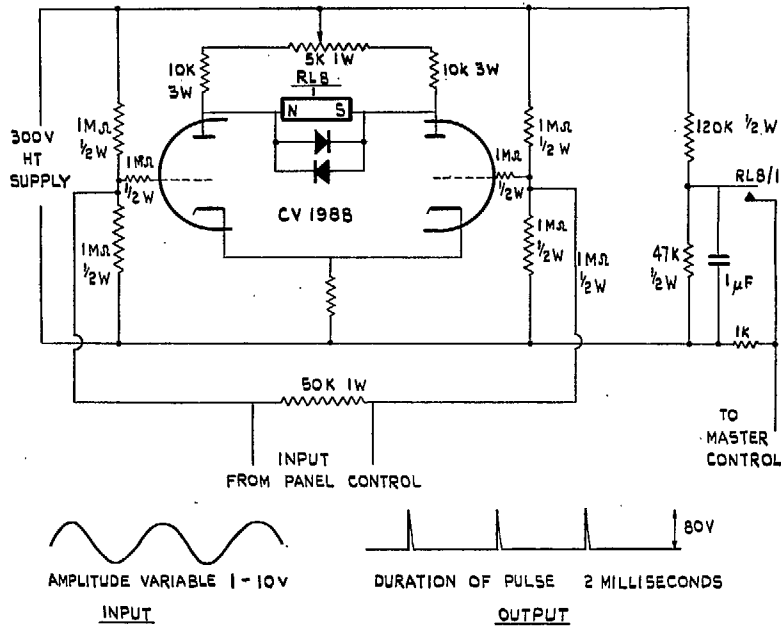 5K 1W
10K
3W
10K 3W
RL8
1
N S
300V
HT
SUPPLY
1MΩ
½W
1MΩ
½W
1MΩ
½W
1MΩ
½W
1MΩ
½W
1MΩ
½W
1MΩ
½W
CV 1988
120K ½W
RL8/1
47K
½W
1µF
1K
50K 1W
INPUT
FROM PANEL CONTROL
TO
MASTER
CONTROL
80V
AMPLITUDE VARIABLE 1-10V
INPUT
DURATION OF PULSE 2 MILLISECONDS
OUTPUT